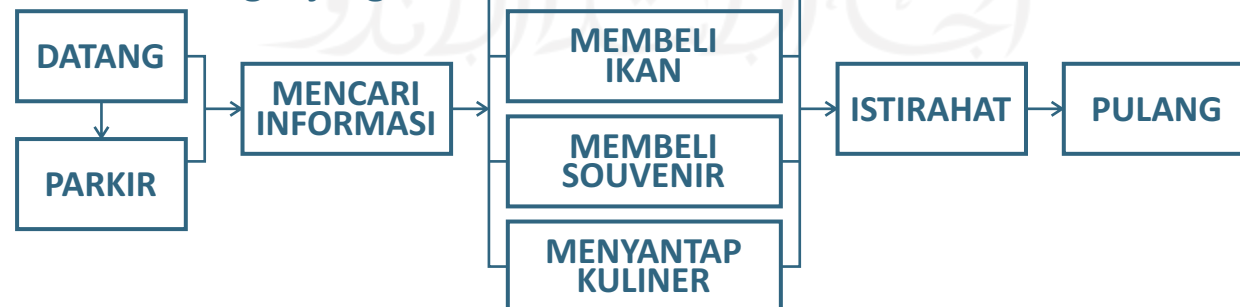 DATANG
PARKIR
MENCARI
INFORMASI
MEMBELI
IKAN
MEMBELI
SOUVENIR
MENYANTAP
KULINER
ISTIRAHAT
PULANG